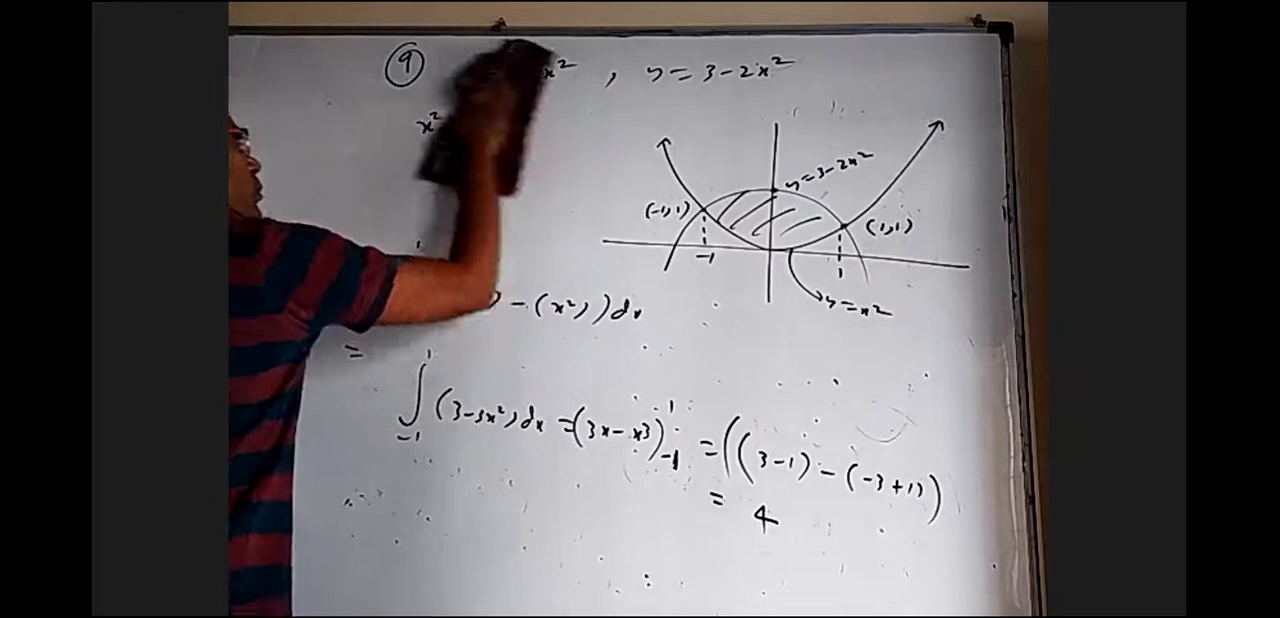 ⑨ x² , y = 3 - 2x²
x²
y = 3 - 2x²
(-1,1)
(1,1)
-1
1
y = x²
) - (x²))dx
=
∫₋₁¹ (3-3x²)dx = (3x - x3)₋₁¹ = ((3-1) - (-3+1))
= 4